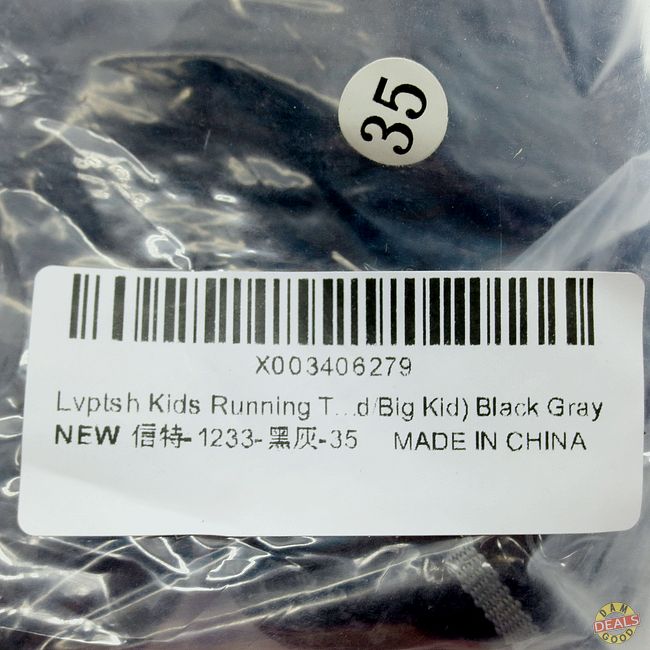 35
X003406279
Lvptsh Kids Running T...d/Big Kid) Black Gray
NEW 信特-1233-黑灰-35 MADE IN CHINA
DAM
DEALS
GOOD